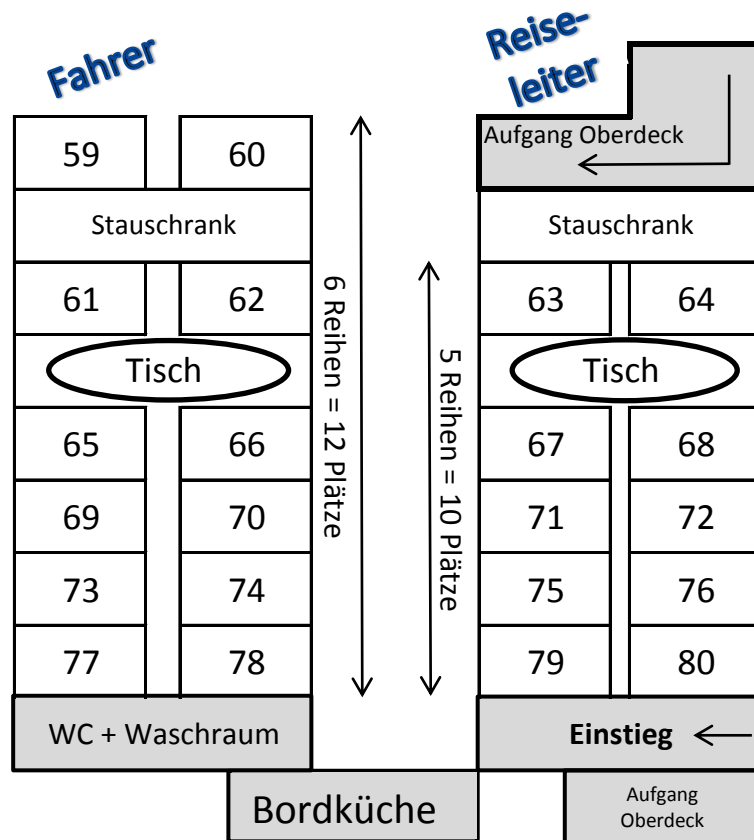 Fahrer
Reise-
leiter
Aufgang Oberdeck
59 60
Stauschrank
Stauschrank
61 62
63 64
Tisch
Tisch
6 Reihen = 12 Plätze
5 Reihen = 10 Plätze
65 66
67 68
69 70
71 72
73 74
75 76
77 78
79 80
WC + Waschraum
Einstieg
Bordküche
Aufgang
Oberdeck